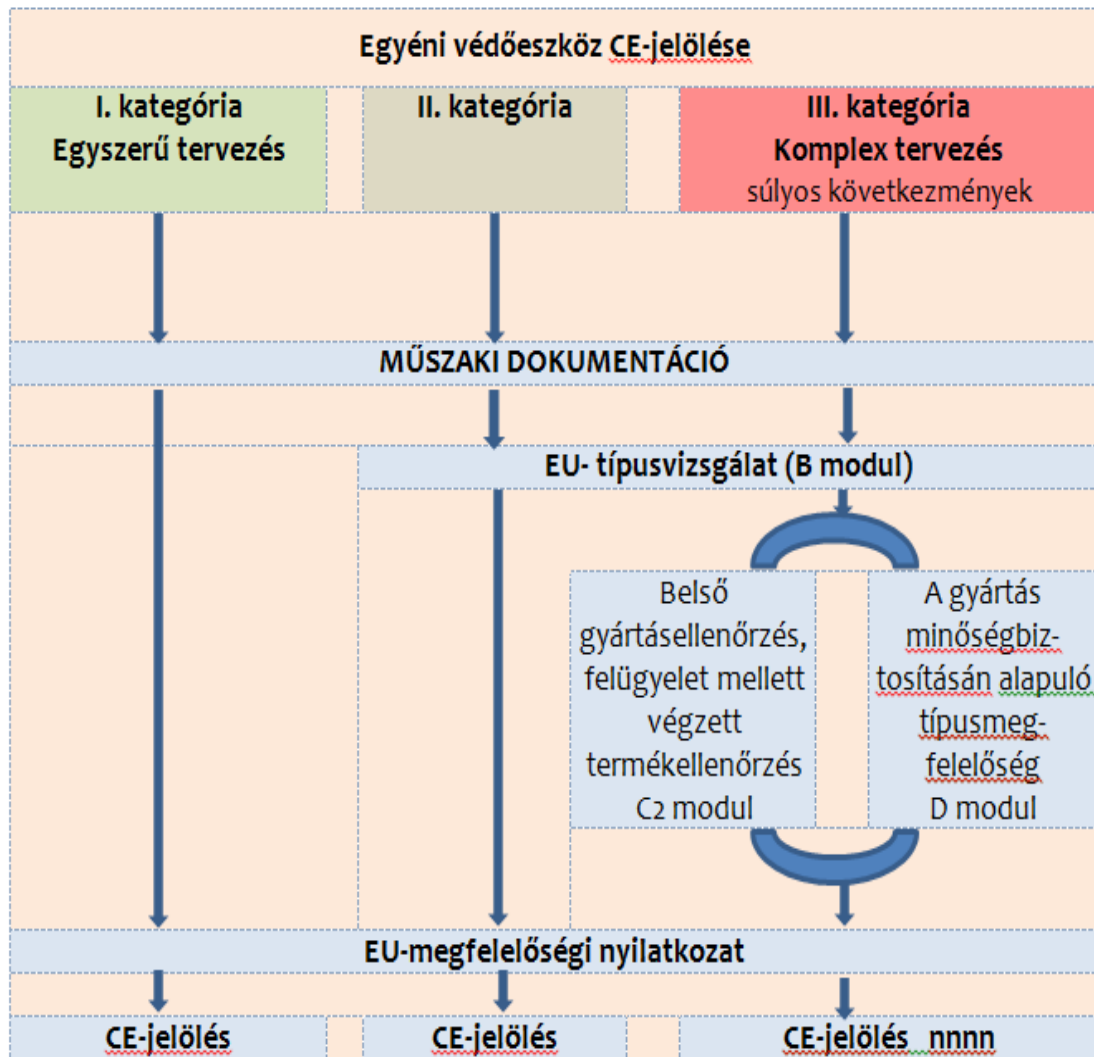 Egyéni védőeszköz CE-jelölése
I. kategória
Egyszerű tervezés
II. kategória
III. kategória
Komplex tervezés
súlyos következmények
MŰSZAKI DOKUMENTÁCIÓ
EU- típusvizsgálat (B modul)
Belső
gyártásellenőrzés,
felügyelet mellett
végzett
termékellenőrzés
C2 modul
A gyártás
minőségbiz-
tosításán alapuló
típusmeg-
felelőség
D modul
EU-megfelelőségi nyilatkozat
CE-jelölés
CE-jelölés
CE-jelölés nnnn